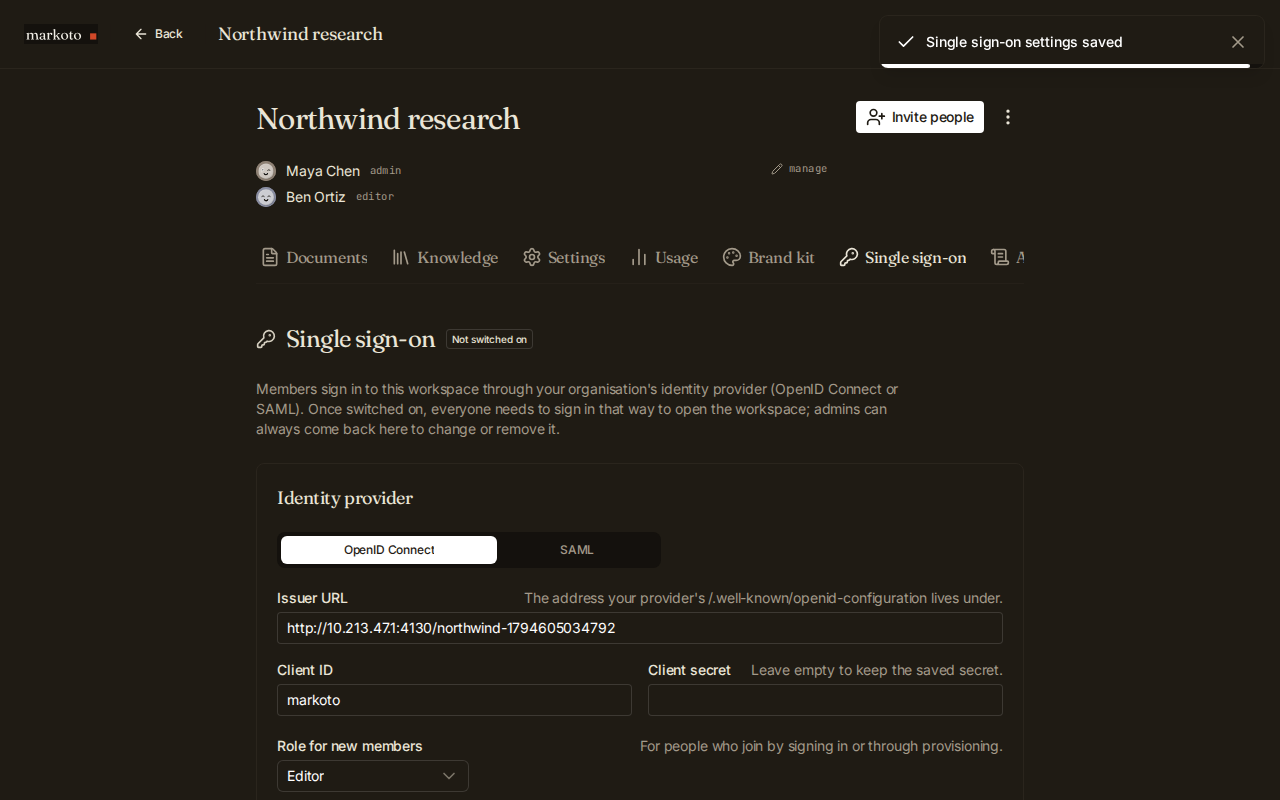 markoto
Back
Northwind research
Single sign-on settings saved
Northwind research
Invite people
Maya Chen admin
manage
Ben Ortiz editor
Documents
Knowledge
Settings
Usage
Brand kit
Single sign-on
A
Single sign-on
Not switched on
Members sign in to this workspace through your organisation's identity provider (OpenID Connect or
SAML). Once switched on, everyone needs to sign in that way to open the workspace; admins can
always come back here to change or remove it.
Identity provider
OpenID Connect
SAML
Issuer URL
The address your provider's /.well-known/openid-configuration lives under.
http://10.213.47.1:4130/northwind-1794605034792
Client ID
Client secret
Leave empty to keep the saved secret.
markoto
Role for new members
For people who join by signing in or through provisioning.
Editor